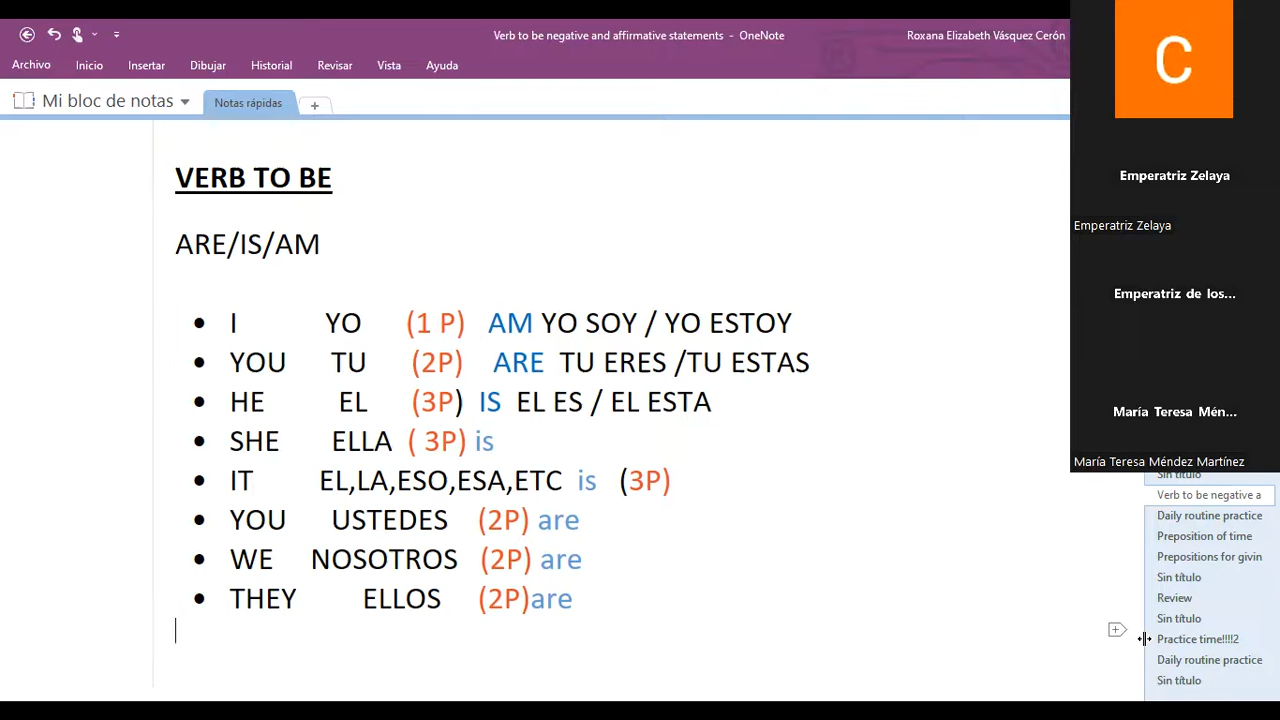 Verb to be negative and affirmative statements - OneNote
Roxana Elizabeth Vásquez Cerón
Archivo Inicio Insertar Dibujar Historial Revisar Vista Ayuda
Mi bloc de notas
Notas rápidas
VERB TO BE
ARE/IS/AM
• I YO (1 P) AM YO SOY / YO ESTOY
• YOU TU (2P) ARE TU ERES /TU ESTAS
• HE EL (3P) IS EL ES / EL ESTA
• SHE ELLA ( 3P) is
• IT EL,LA,ESO,ESA,ETC is (3P)
• YOU USTEDES (2P) are
• WE NOSOTROS (2P) are
• THEY ELLOS (2P)are
C
Emperatriz Zelaya
Emperatriz Zelaya
Emperatriz de los...
María Teresa Mén...
María Teresa Méndez Martínez
Sin título
Verb to be negative a
Daily routine practice
Preposition of time
Prepositions for givin
Sin título
Review
Sin título
Practice time!!!!2
Daily routine practice
Sin título